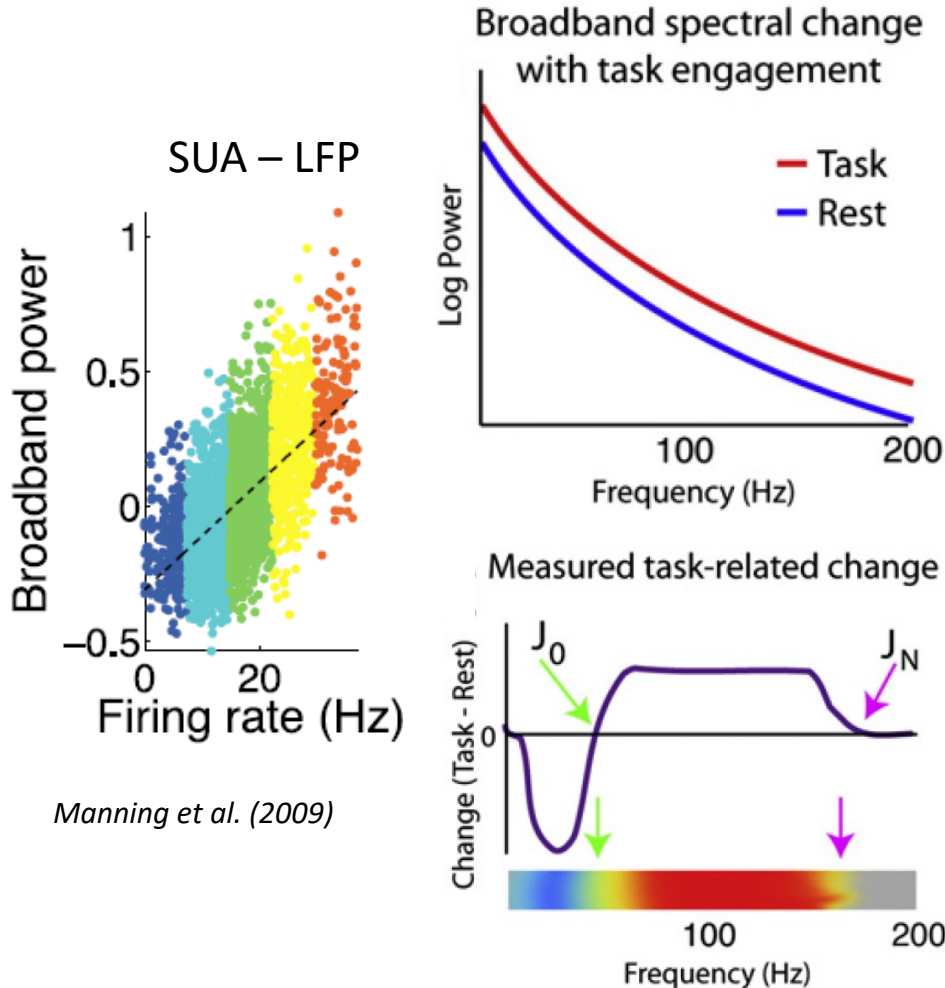 SUA – LFP
Broadband power
1
0.5
0
−0.5
0
20
Firing rate (Hz)
Manning et al. (2009)
Broadband spectral change
with task engagement
Task
Rest
Log Power
100
200
Frequency (Hz)
Measured task-related change
J0
JN
0
Change (Task - Rest)
100
200
Frequency (Hz)